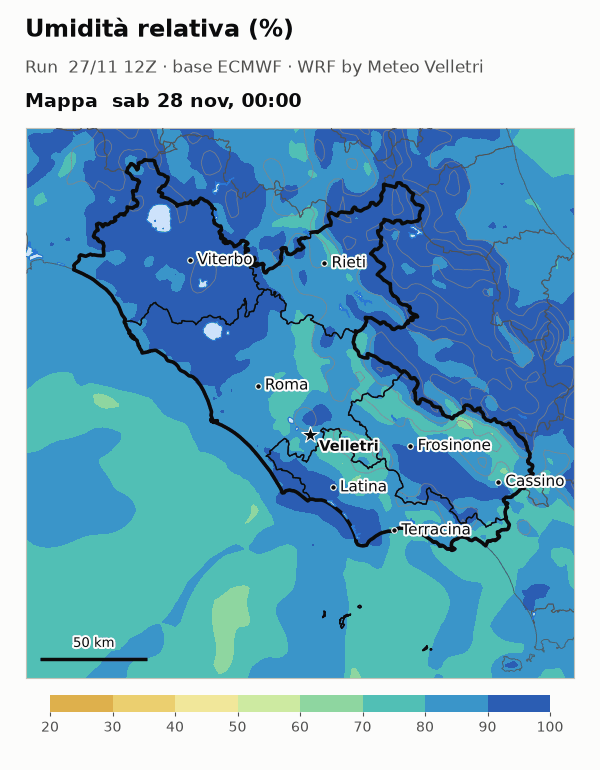 Umidità relativa (%)
Run  27/11 12Z · base ECMWF · WRF by Meteo Velletri
Mappa  sab 28 nov, 00:00
Viterbo
Rieti
Roma
Velletri
Frosinone
Latina
Cassino
Terracina
50 km
20 30 40 50 60 70 80 90 100